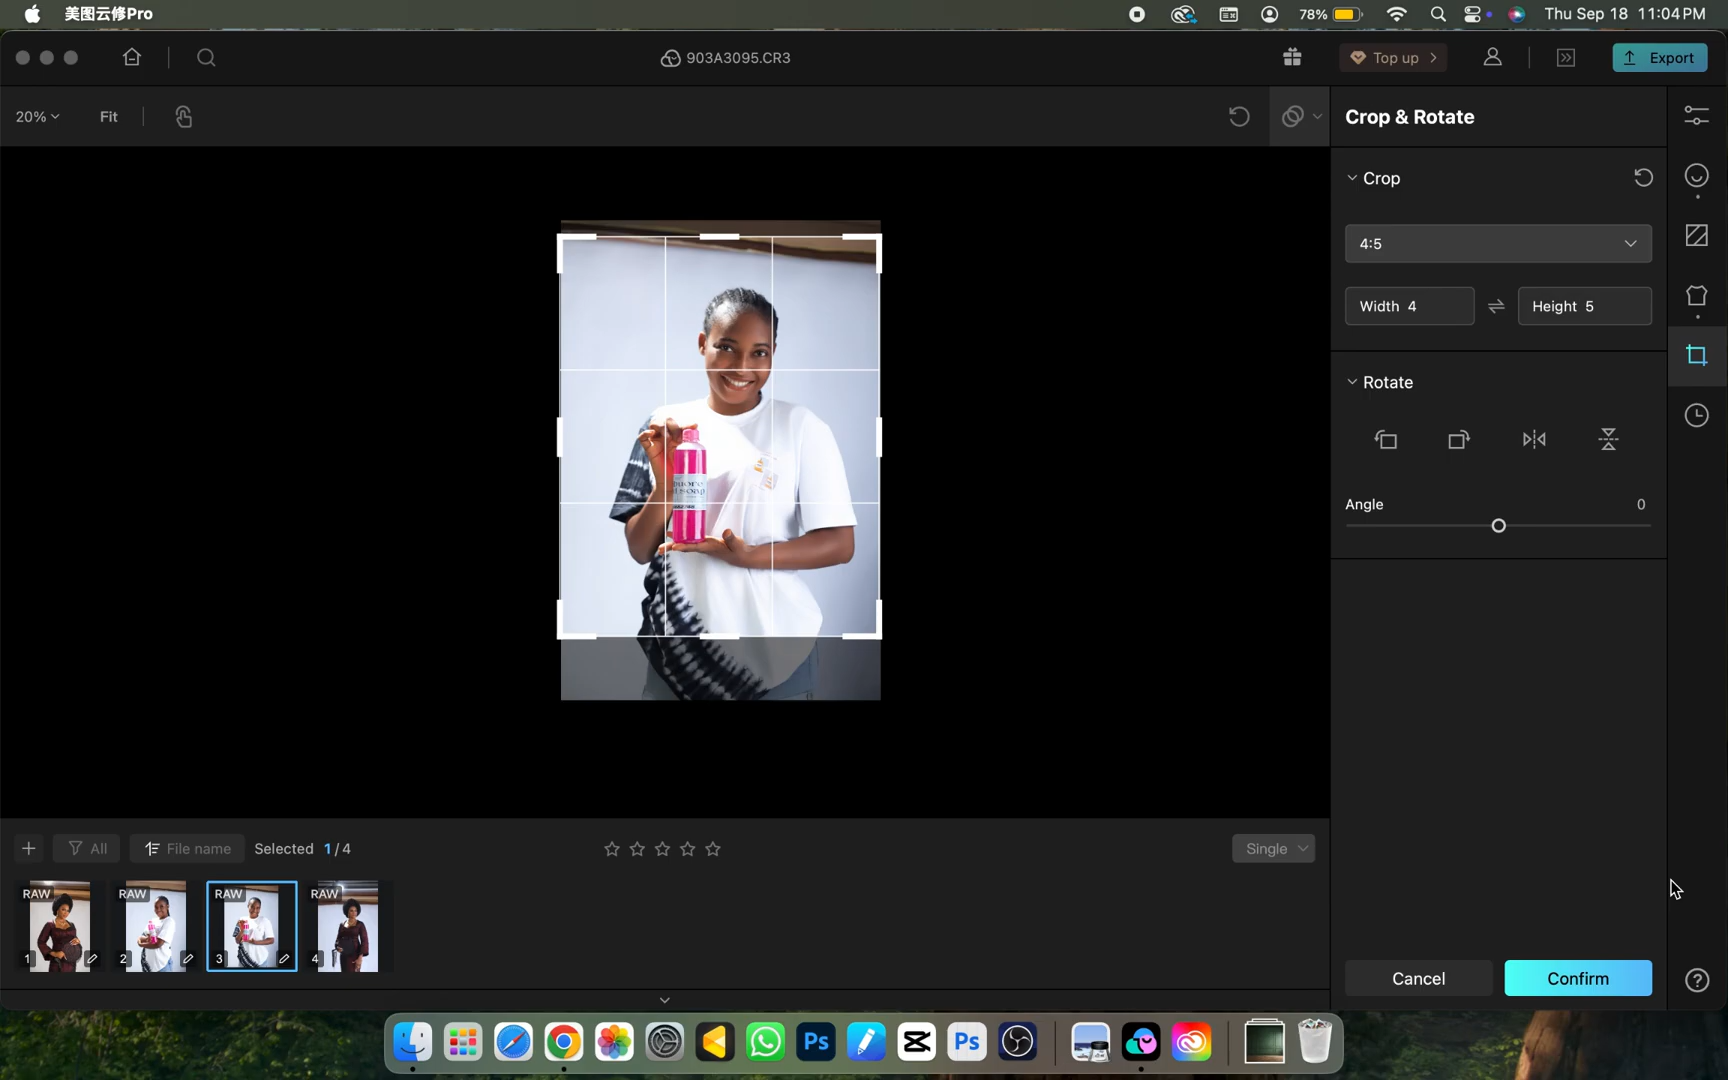 美图云修Pro
78%
Thu Sep 18 11:04 PM
903A3095.CR3
Top up
Export
20%
Fit
Crop & Rotate
Crop
4:5
Width 4
Height 5
Rotate
Angle 0
All
File name
Selected 1/4
Single
RAW
1
RAW
2
RAW
3
RAW
4
Cancel
Confirm
Ps
Ps